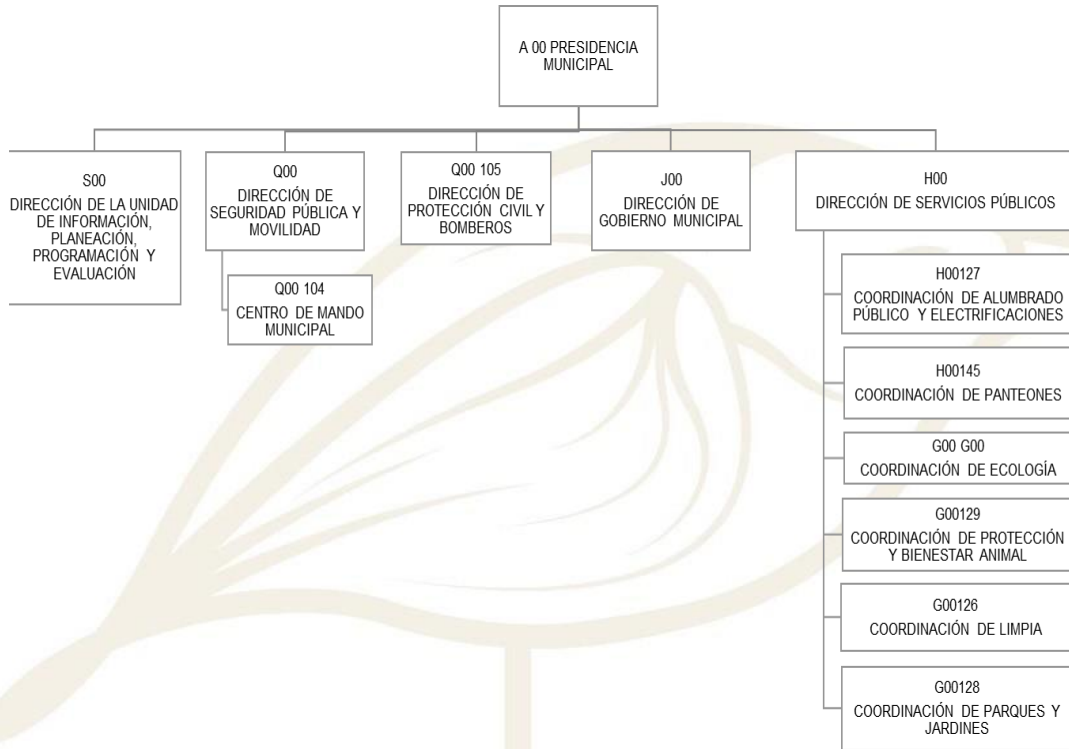 A 00 PRESIDENCIA
MUNICIPAL
S00
DIRECCIÓN DE LA UNIDAD
DE INFORMACIÓN,
PLANEACIÓN,
PROGRAMACIÓN Y
EVALUACIÓN
Q00
DIRECCIÓN DE
SEGURIDAD PÚBLICA Y
MOVILIDAD
Q00 104
CENTRO DE MANDO
MUNICIPAL
Q00 105
DIRECCIÓN DE
PROTECCIÓN CIVIL Y
BOMBEROS
J00
DIRECCIÓN DE
GOBIERNO MUNICIPAL
H00
DIRECCIÓN DE SERVICIOS PÚBLICOS
H00127
COORDINACIÓN DE ALUMBRADO
PÚBLICO Y ELECTRIFICACIONES
H00145
COORDINACIÓN DE PANTEONES
G00 G00
COORDINACIÓN DE ECOLOGÍA
G00129
COORDINACIÓN DE PROTECCIÓN
Y BIENESTAR ANIMAL
G00126
COORDINACIÓN DE LIMPIA
G00128
COORDINACIÓN DE PARQUES Y
JARDINES